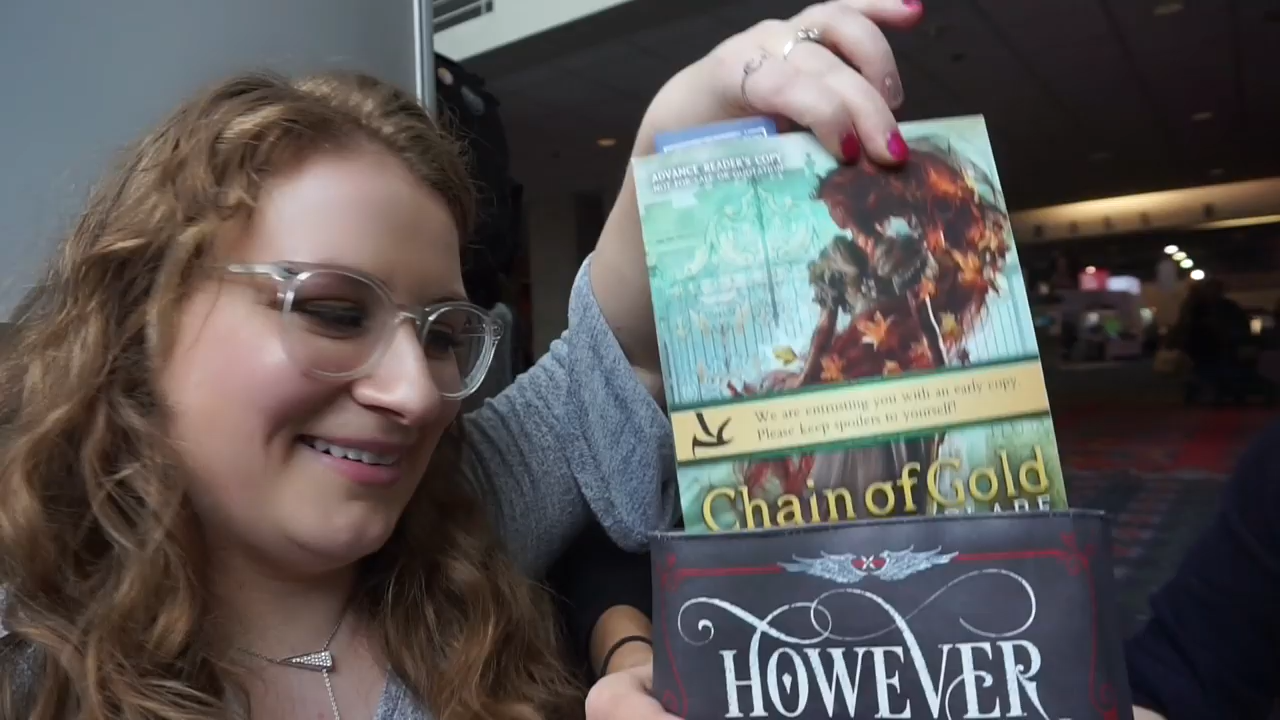 ADVANCE READER'S COPY
NOT FOR SALE OR QUOTATION
We are entrusting you with an early copy.
Please keep spoilers to yourself!
Chain of Gold
CLARE
HOWEVER